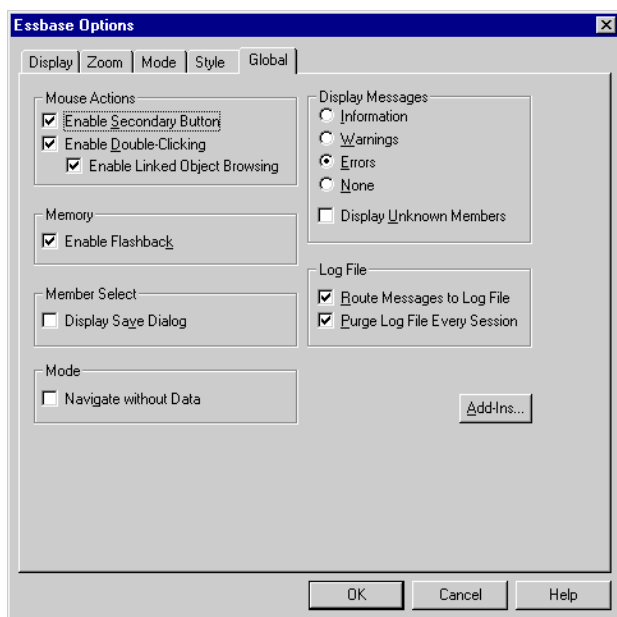 Essbase Options
Display
Zoom
Mode
Style
Global
Mouse Actions
Enable Secondary Button
Enable Double-Clicking
Enable Linked Object Browsing
Memory
Enable Flashback
Member Select
Display Save Dialog
Mode
Navigate without Data
Display Messages
Information
Warnings
Errors
None
Display Unknown Members
Log File
Route Messages to Log File
Purge Log File Every Session
Add-Ins...
OK
Cancel
Help